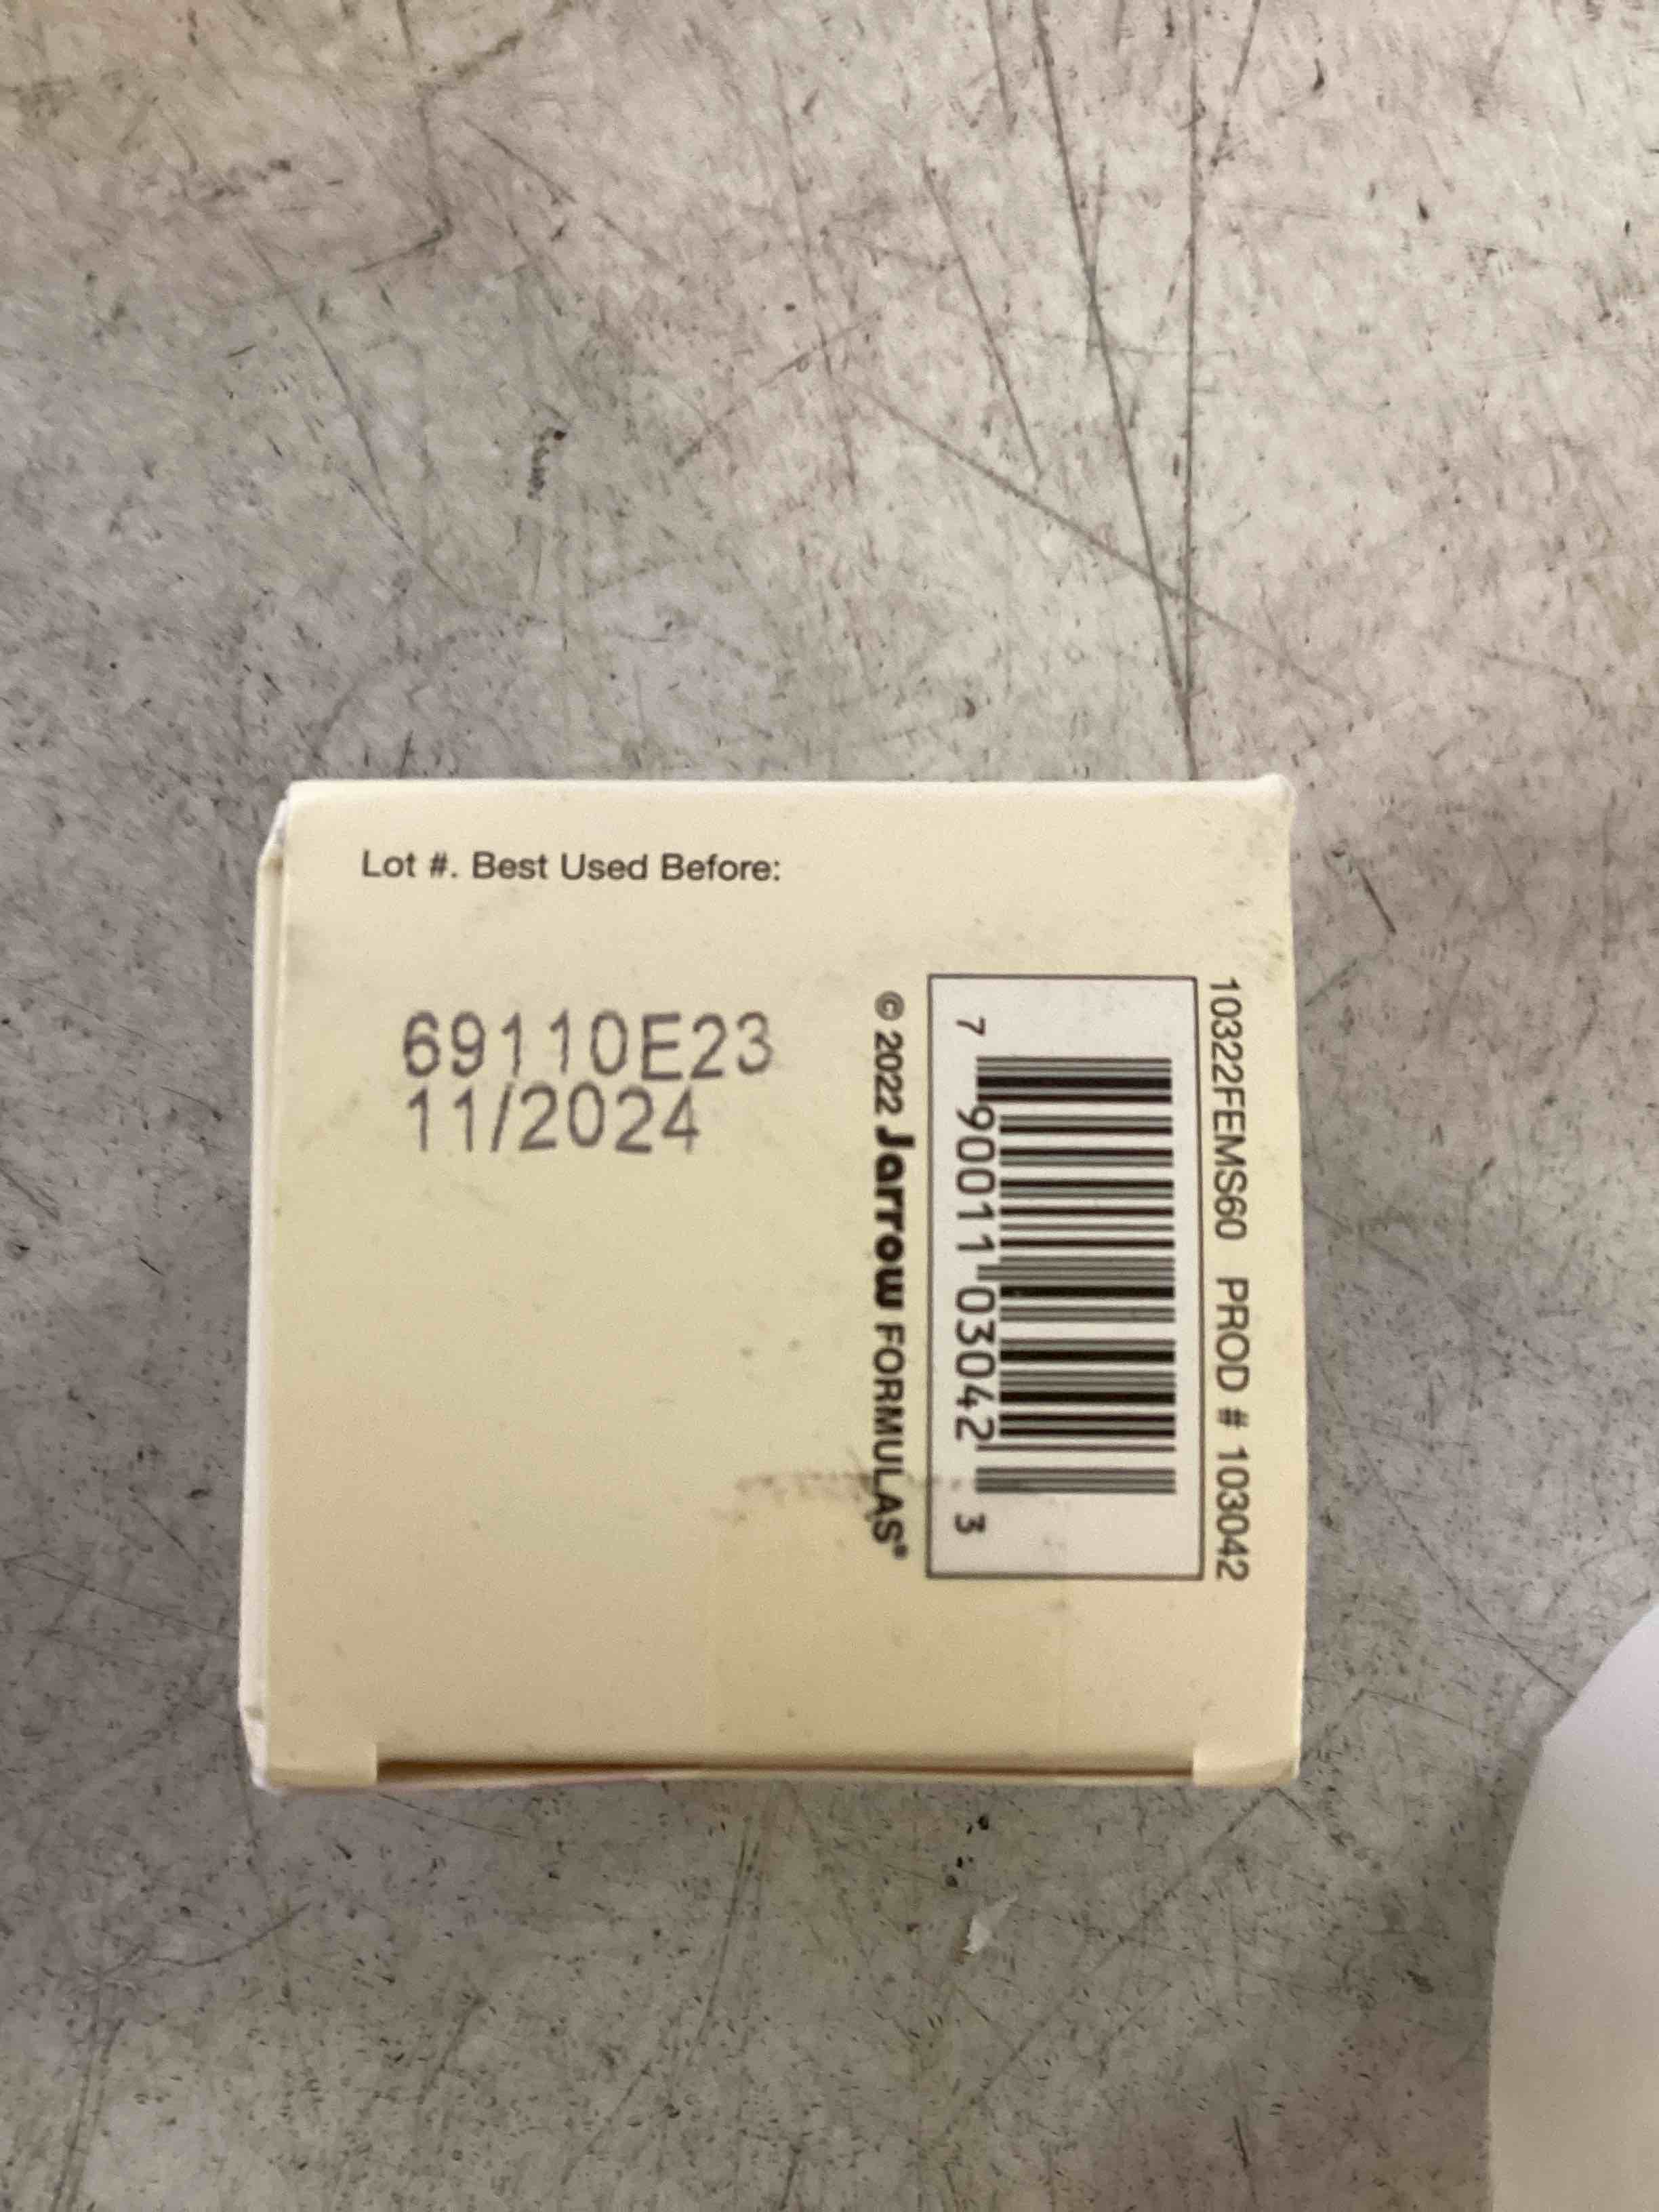 Lot #. Best Used Before:
69110E23
11/2024
10322FEMS60 PROD # 103042
7 90011 03042 3
© 2022 Jarrow FORMULAS®